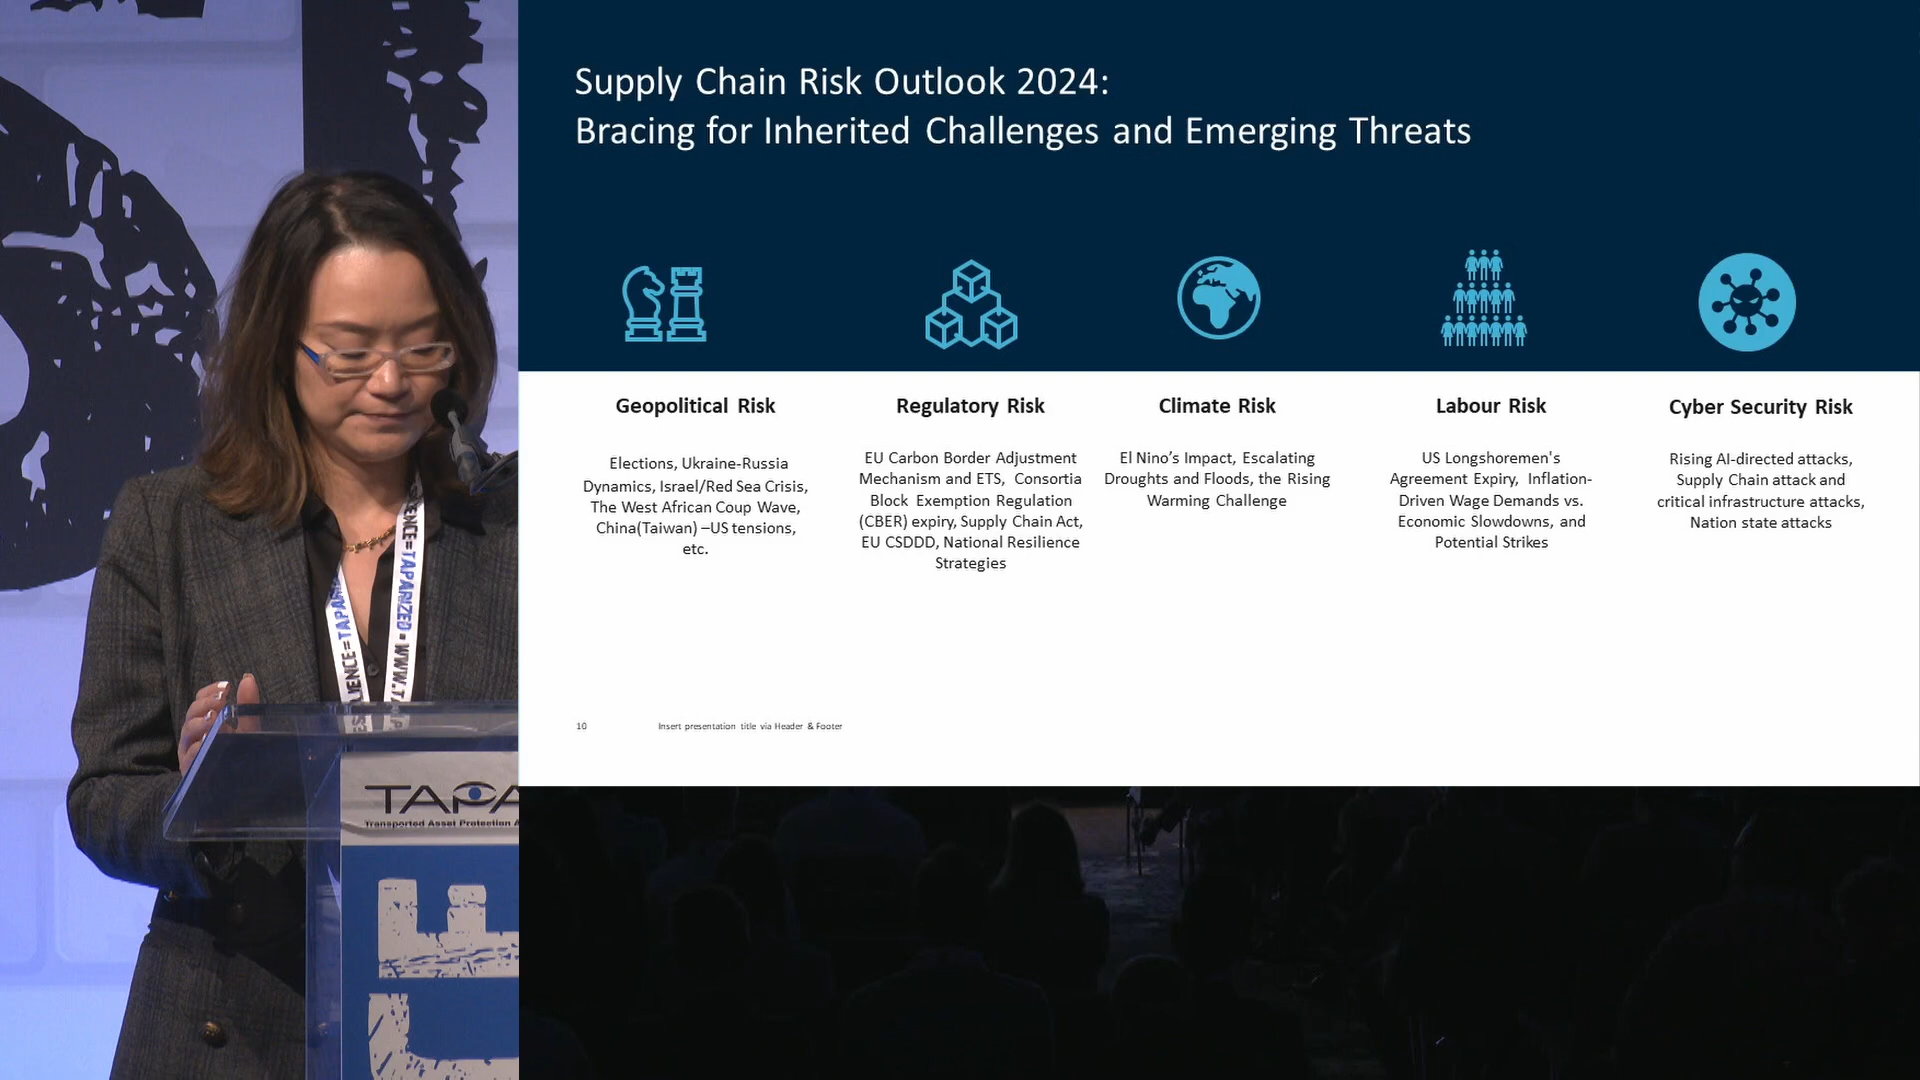 Supply Chain Risk Outlook 2024:
Bracing for Inherited Challenges and Emerging Threats
Geopolitical Risk
Elections, Ukraine-Russia
Dynamics, Israel/Red Sea Crisis,
The West African Coup Wave,
China(Taiwan) –US tensions,
etc.
Regulatory Risk
EU Carbon Border Adjustment
Mechanism and ETS, Consortia
Block Exemption Regulation
(CBER) expiry, Supply Chain Act,
EU CSDDD, National Resilience
Strategies
Climate Risk
El Nino’s Impact, Escalating
Droughts and Floods, the Rising
Warming Challenge
Labour Risk
US Longshoremen's
Agreement Expiry, Inflation-
Driven Wage Demands vs.
Economic Slowdowns, and
Potential Strikes
Cyber Security Risk
Rising AI-directed attacks,
Supply Chain attack and
critical infrastructure attacks,
Nation state attacks
10
Insert presentation title via Header & Footer
TAPA
Transported Asset Protection A